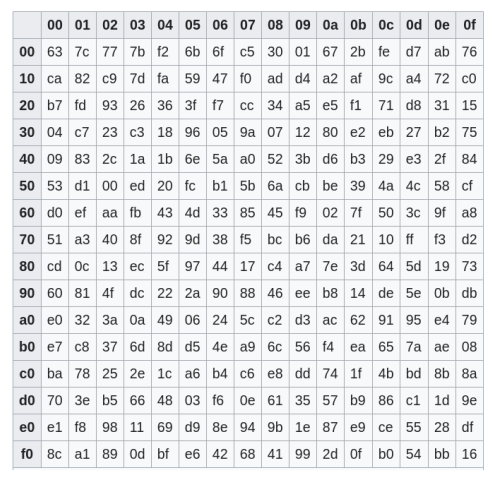 00 01 02 03 04 05 06 07 08 09 0a 0b 0c 0d 0e 0f
00 63 7c 77 7b f2 6b 6f c5 30 01 67 2b fe d7 ab 76
10 ca 82 c9 7d fa 59 47 f0 ad d4 a2 af 9c a4 72 c0
20 b7 fd 93 26 36 3f f7 cc 34 a5 e5 f1 71 d8 31 15
30 04 c7 23 c3 18 96 05 9a 07 12 80 e2 eb 27 b2 75
40 09 83 2c 1a 1b 6e 5a a0 52 3b d6 b3 29 e3 2f 84
50 53 d1 00 ed 20 fc b1 5b 6a cb be 39 4a 4c 58 cf
60 d0 ef aa fb 43 4d 33 85 45 f9 02 7f 50 3c 9f a8
70 51 a3 40 8f 92 9d 38 f5 bc b6 da 21 10 ff f3 d2
80 cd 0c 13 ec 5f 97 44 17 c4 a7 7e 3d 64 5d 19 73
90 60 81 4f dc 22 2a 90 88 46 ee b8 14 de 5e 0b db
a0 e0 32 3a 0a 49 06 24 5c c2 d3 ac 62 91 95 e4 79
b0 e7 c8 37 6d 8d d5 4e a9 6c 56 f4 ea 65 7a ae 08
c0 ba 78 25 2e 1c a6 b4 c6 e8 dd 74 1f 4b bd 8b 8a
d0 70 3e b5 66 48 03 f6 0e 61 35 57 b9 86 c1 1d 9e
e0 e1 f8 98 11 69 d9 8e 94 9b 1e 87 e9 ce 55 28 df
f0 8c a1 89 0d bf e6 42 68 41 99 2d 0f b0 54 bb 16